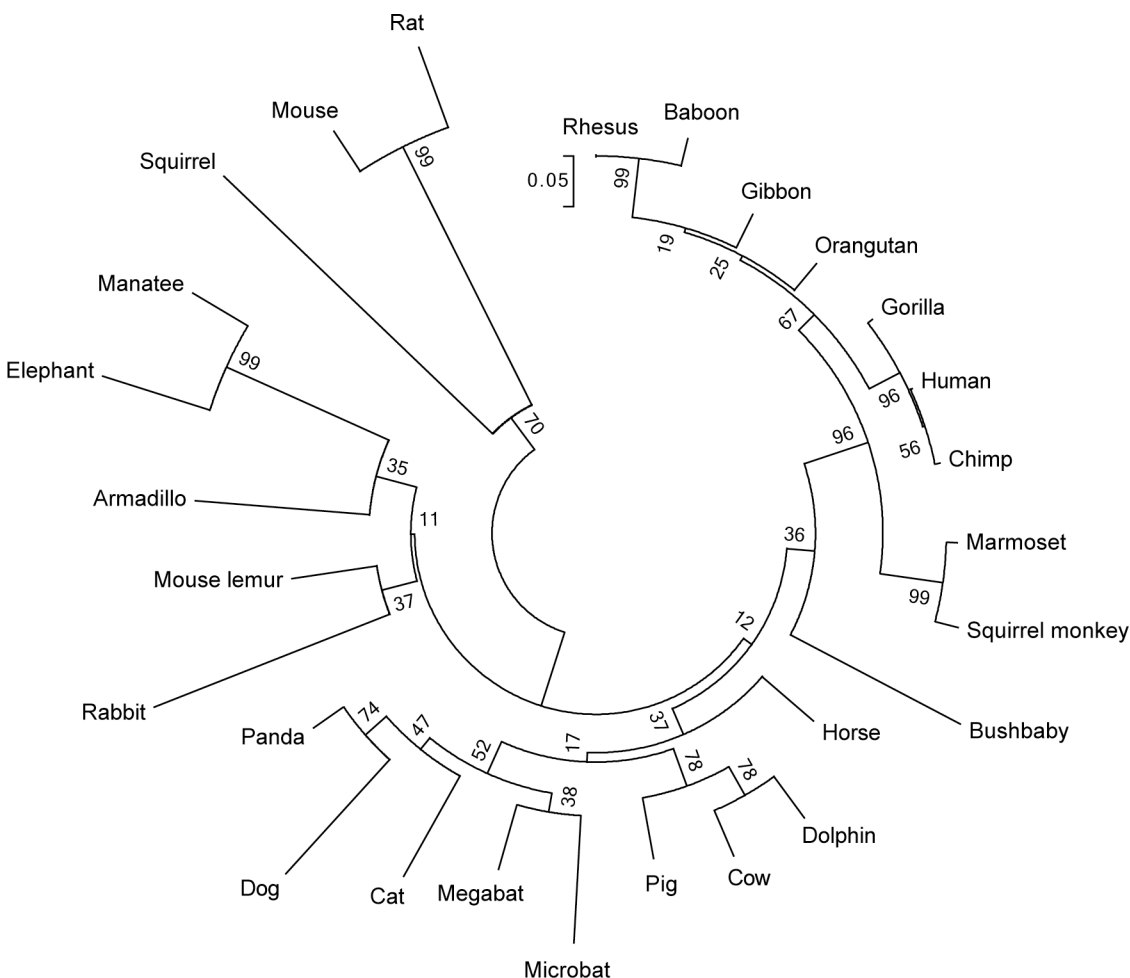 Rat
Mouse
99
Squirrel
Rhesus
Baboon
0.05
99
Gibbon
19
25
Orangutan
Manatee
67
Gorilla
Elephant
99
Human
96
70
96
56
Chimp
35
Armadillo
11
36
Marmoset
Mouse lemur
37
99
Squirrel monkey
12
Rabbit
Panda
74
47
52
17
37
Horse
Bushbaby
78
78
38
Dolphin
Dog
Cat
Megabat
Pig
Cow
Microbat